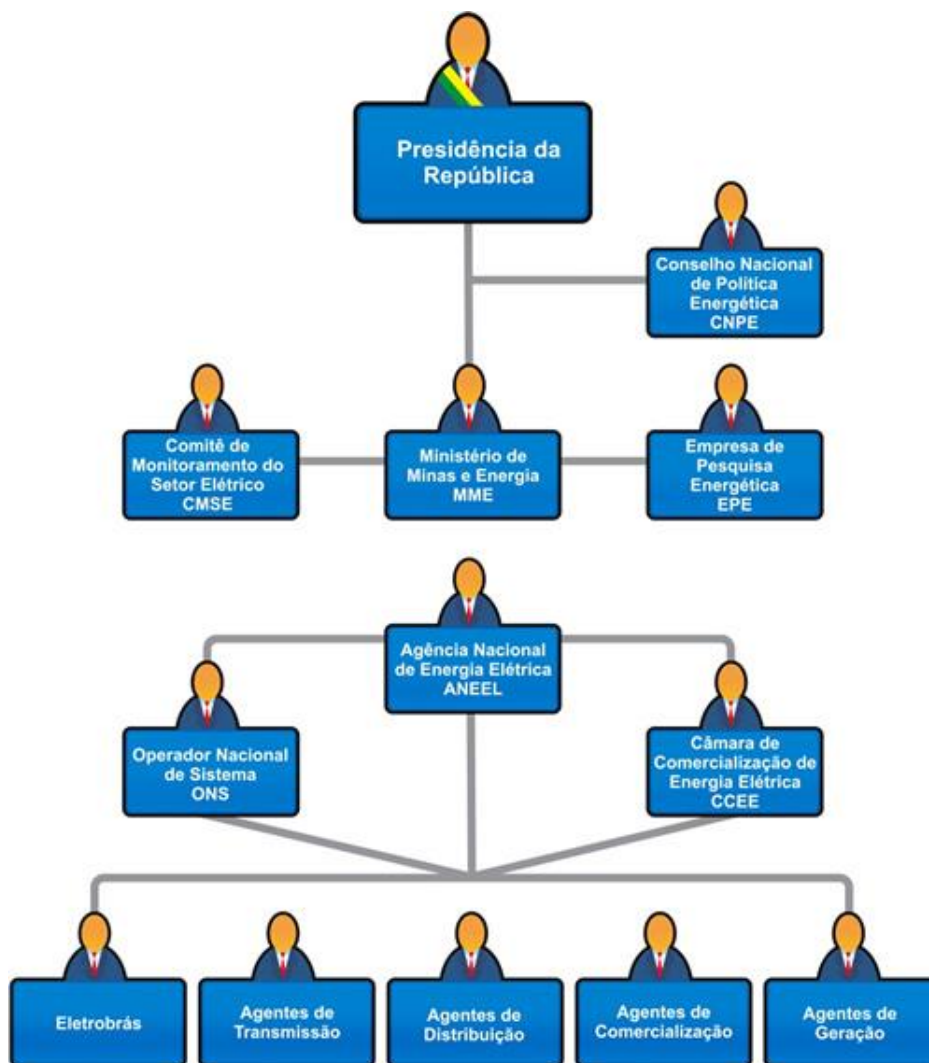 Presidência da
República
Conselho Nacional
de Política
Energética
CNPE
Comitê de
Monitoramento do
Setor Elétrico
CMSE
Ministério de
Minas e Energia
MME
Empresa de
Pesquisa
Energética
EPE
Agência Nacional
de Energia Elétrica
ANEEL
Operador Nacional
de Sistema
ONS
Câmara de
Comercialização de
Energia Elétrica
CCEE
Eletrobrás
Agentes de
Transmissão
Agentes de
Distribuição
Agentes de
Comercialização
Agentes de
Geração